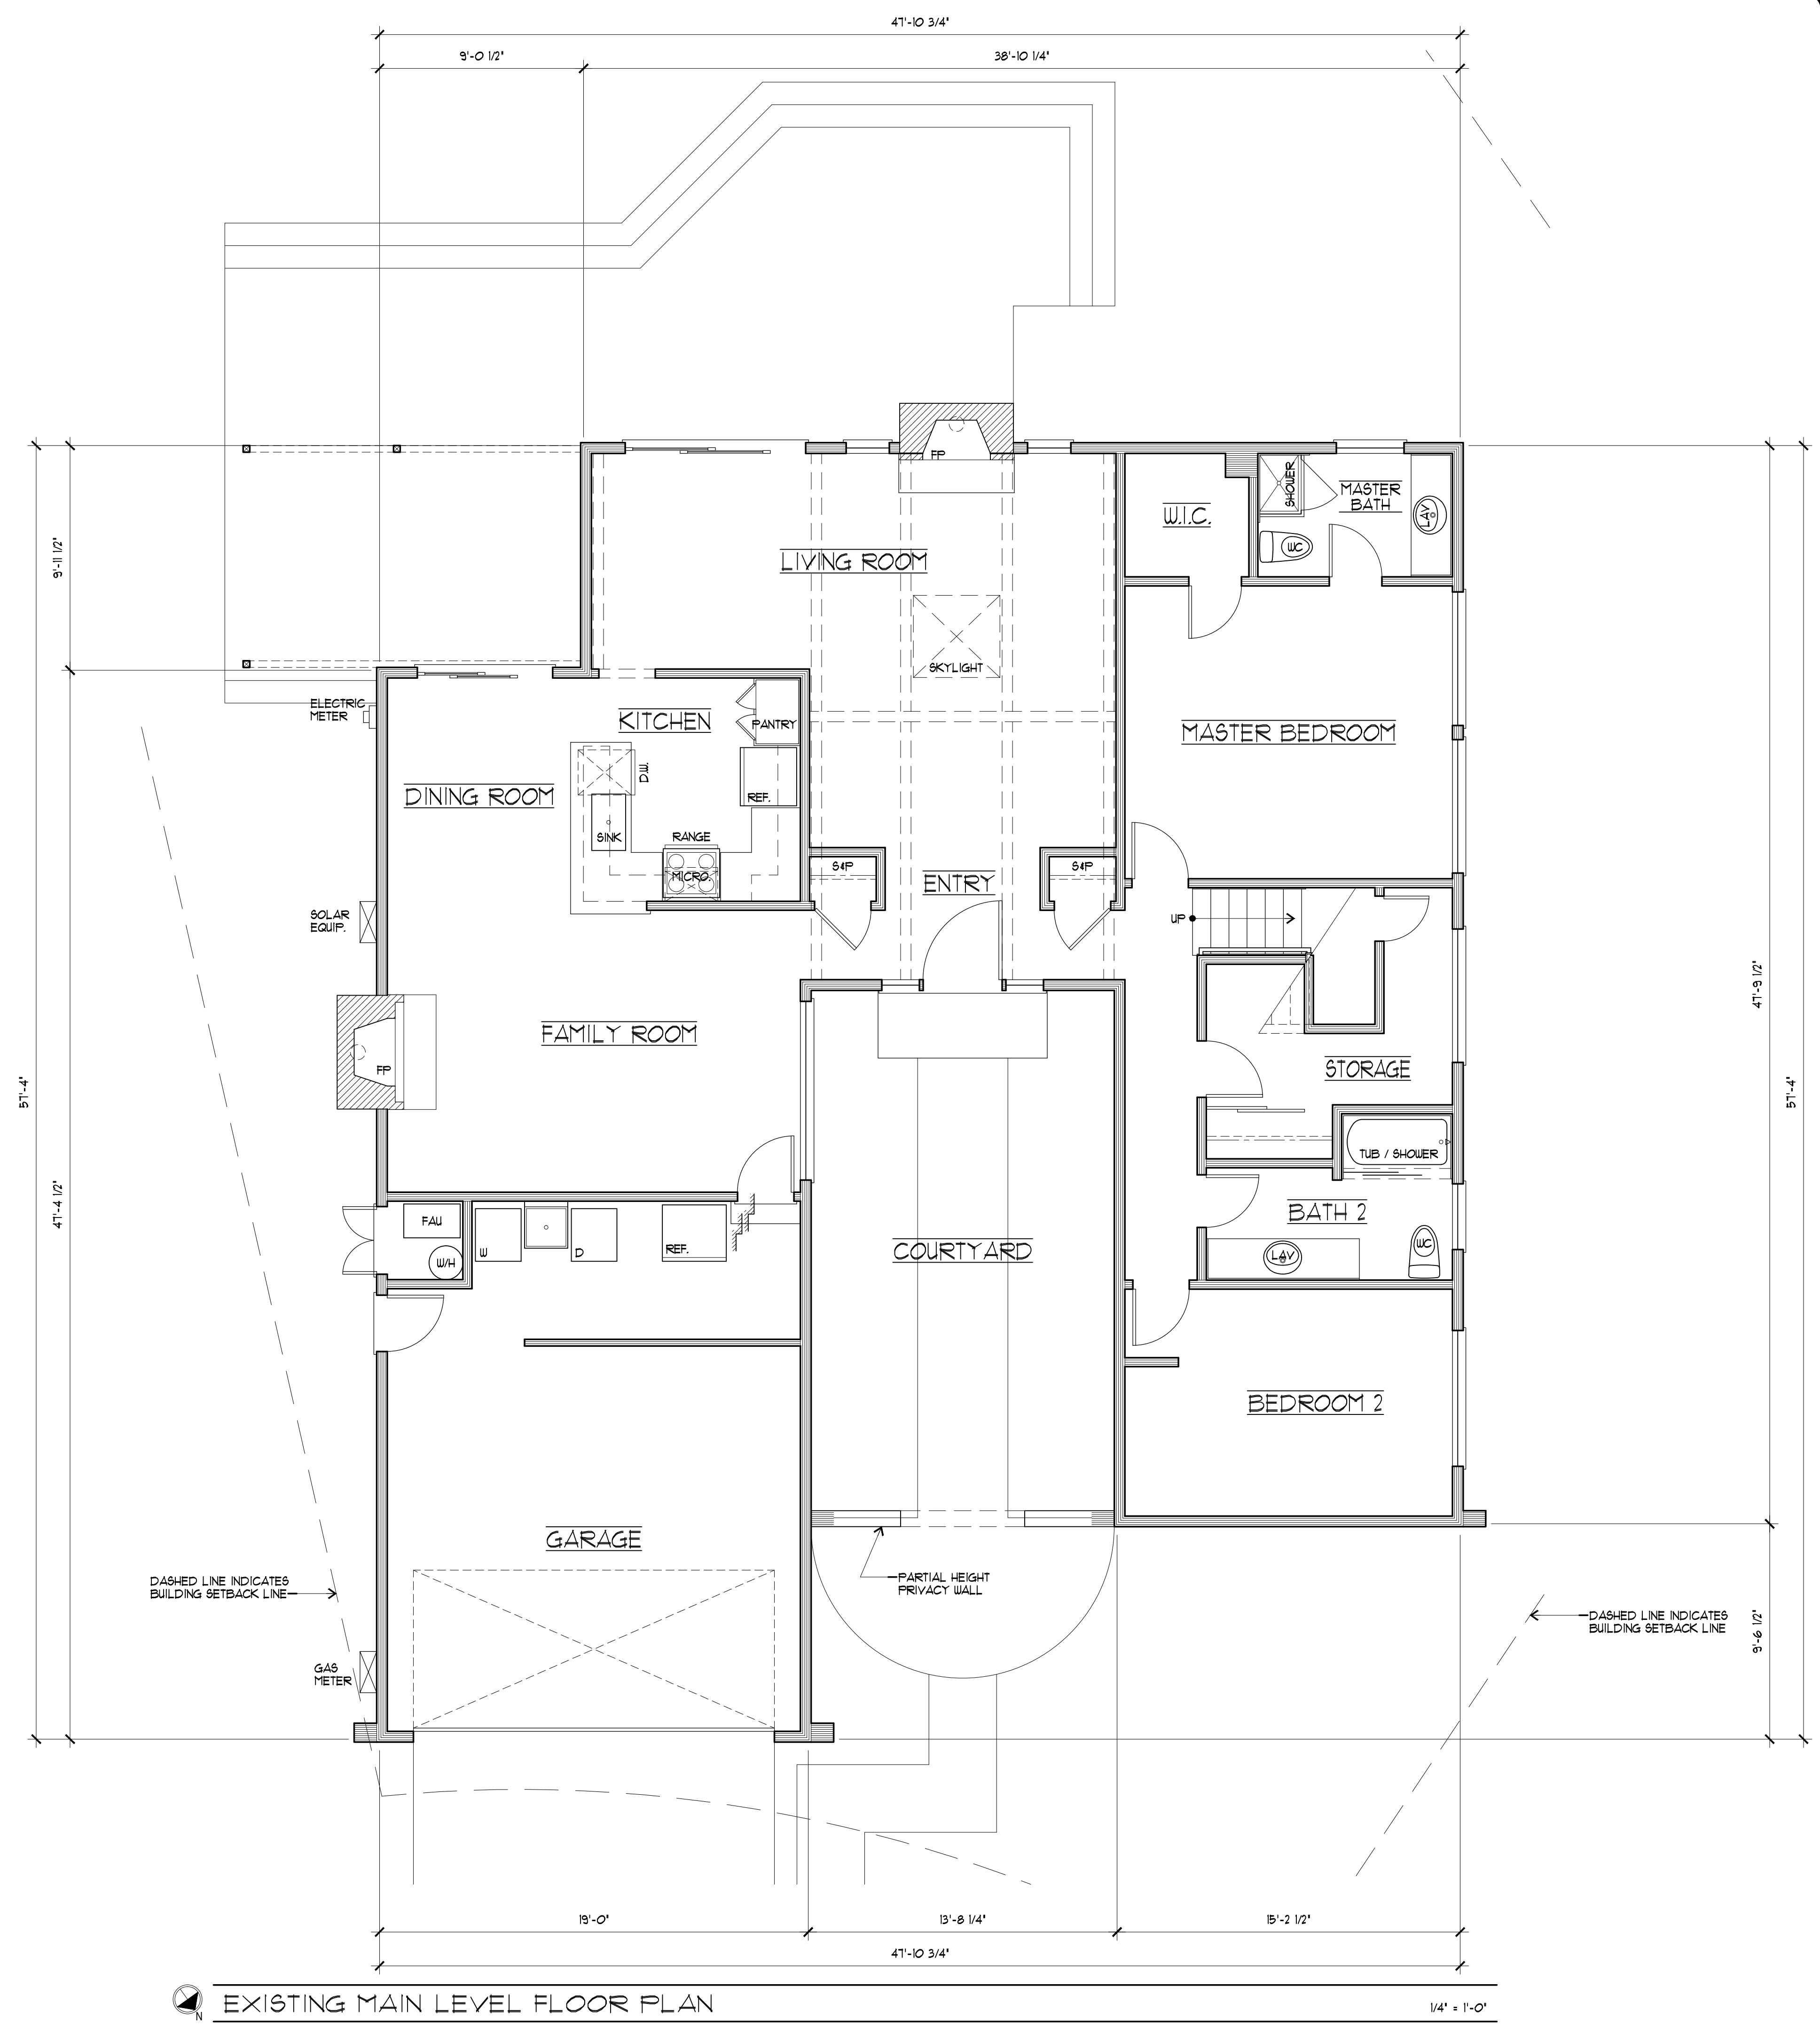 47'-10 3/4"
9'-0 1/2"
38'-10 1/4"
FP
SHOWER
MASTER
BATH
LAV
W.I.C.
WC
LIVING ROOM
9'-11 1/2"
SKYLIGHT
ELECTRIC
METER
KITCHEN
PANTRY
MASTER BEDROOM
D.W.
DINING ROOM
REF.
SINK
RANGE
MICRO.
S&P
S&P
ENTRY
SOLAR
EQUIP.
UP
47'-9 1/2"
FAMILY ROOM
FP
STORAGE
57'-4"
57'-4"
TUB / SHOWER
47'-4 1/2"
BATH 2
FAU
W
D
REF.
W/H
COURTYARD
LAV
WC
BEDROOM 2
GARAGE
DASHED LINE INDICATES
BUILDING SETBACK LINE
PARTIAL HEIGHT
PRIVACY WALL
DASHED LINE INDICATES
BUILDING SETBACK LINE
9'-6 1/2"
GAS
METER
19'-0"
13'-8 1/4"
15'-2 1/2"
47'-10 3/4"
N
EXISTING MAIN LEVEL FLOOR PLAN
1/4" = 1'-0"